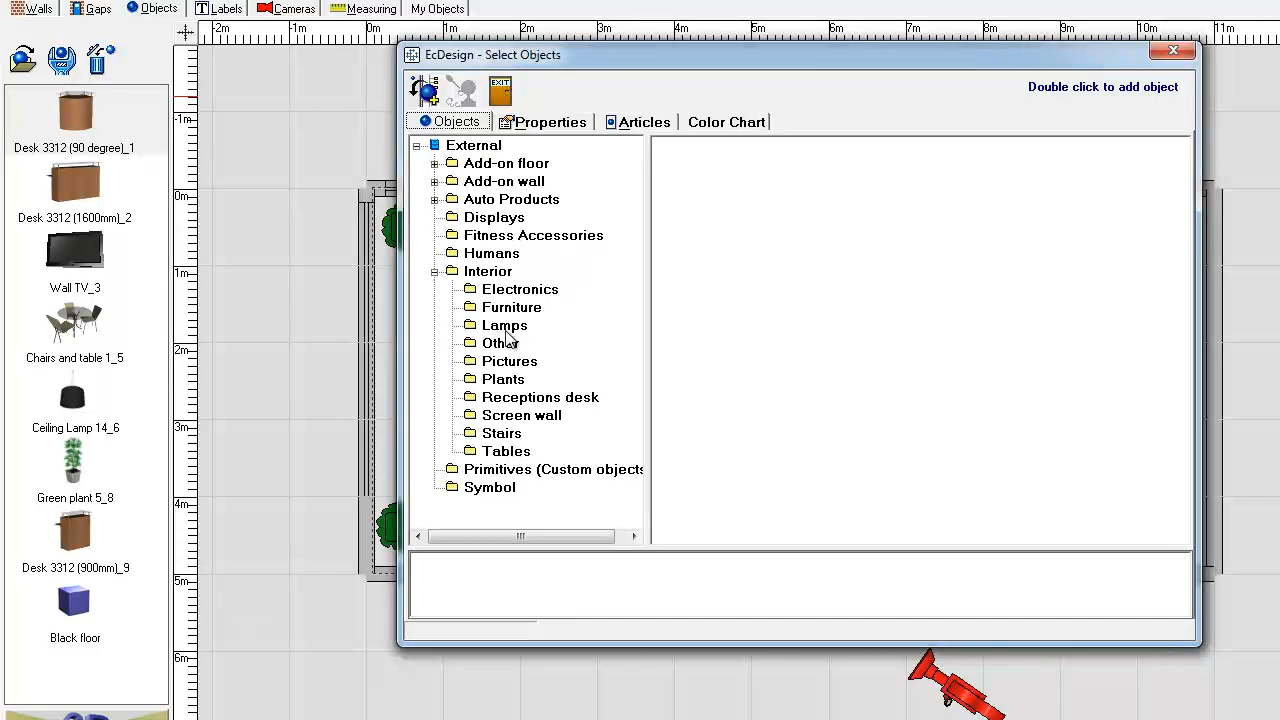 Walls Gaps Objects Labels Cameras Measuring My Objects
-2m -1m 0m 1m 2m 3m 4m 5m 6m 7m 8m 9m 10m 11m
EcDesign - Select Objects
EXIT
Double click to add object
Objects Properties Articles Color Chart
External
Add-on floor
Add-on wall
Auto Products
Displays
Fitness Accessories
Humans
Interior
Electronics
Furniture
Lamps
Pictures
Plants
Receptions desk
Screen wall
Stairs
Tables
Primitives (Custom objects
Symbol
Desk 3312 (90 degree)_1
Desk 3312 (1600mm)_2
Wall TV_3
Chairs and table 1_5
Ceiling Lamp 14_6
Green plant 5_8
Desk 3312 (900mm)_9
Black floor
-1m
0m
1m
2m
3m
4m
5m
6m